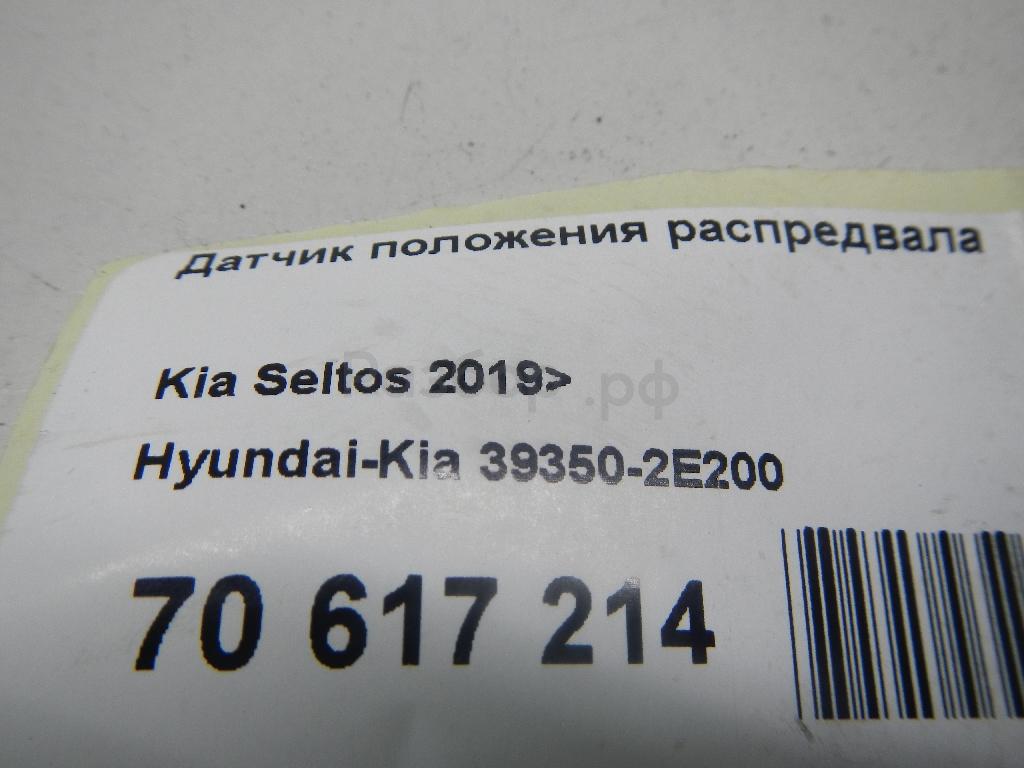 Датчик положения распредвала
Kia Seltos 2019>
Hyundai-Kia 39350-2E200
70 617 214